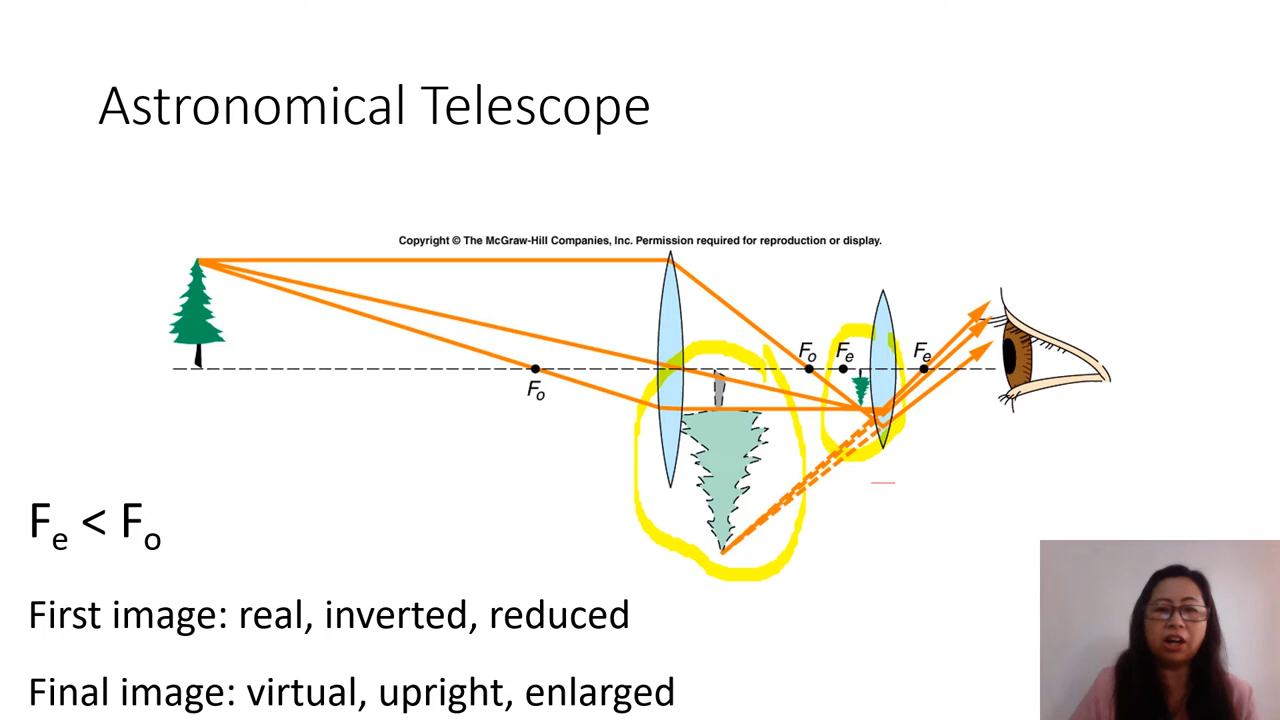 Astronomical Telescope
Copyright © The McGraw-Hill Companies, Inc. Permission required for reproduction or display.
Fo Fe Fe
Fo
Fe < Fo
First image: real, inverted, reduced
Final image: virtual, upright, enlarged